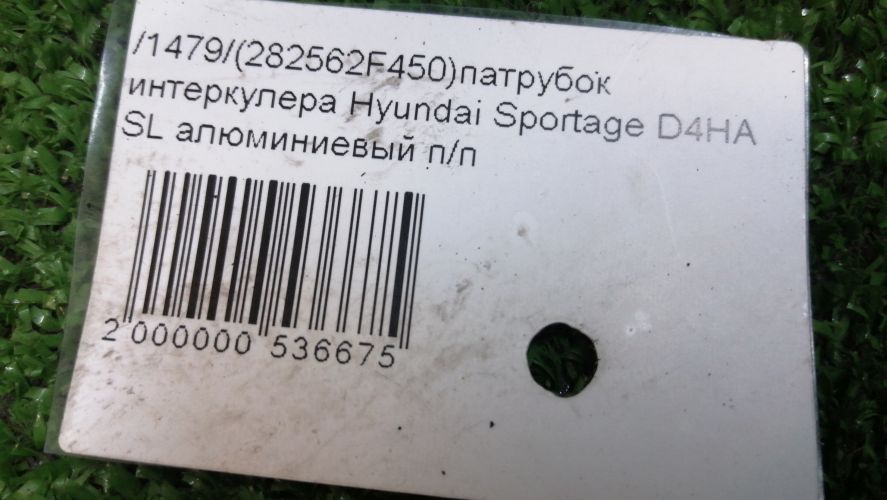 /1479/(282562F450)патрубок
интеркулера Hyundai Sportage D4HA
SL алюминиевый п/п
2 000000 536675